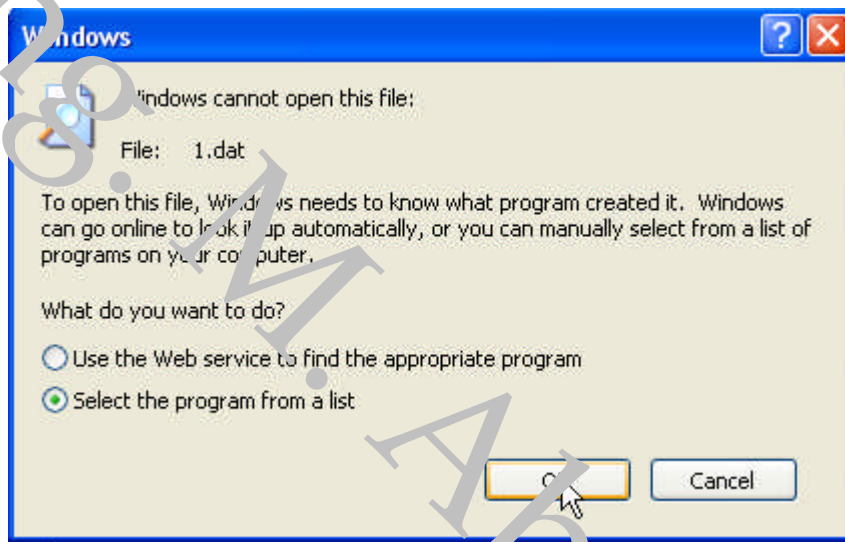 Windows
Windows cannot open this file:
File: 1.dat
To open this file, Windows needs to know what program created it. Windows
can go online to look it up automatically, or you can manually select from a list of
programs on your computer.
What do you want to do?
Use the Web service to find the appropriate program
Select the program from a list
OK Cancel